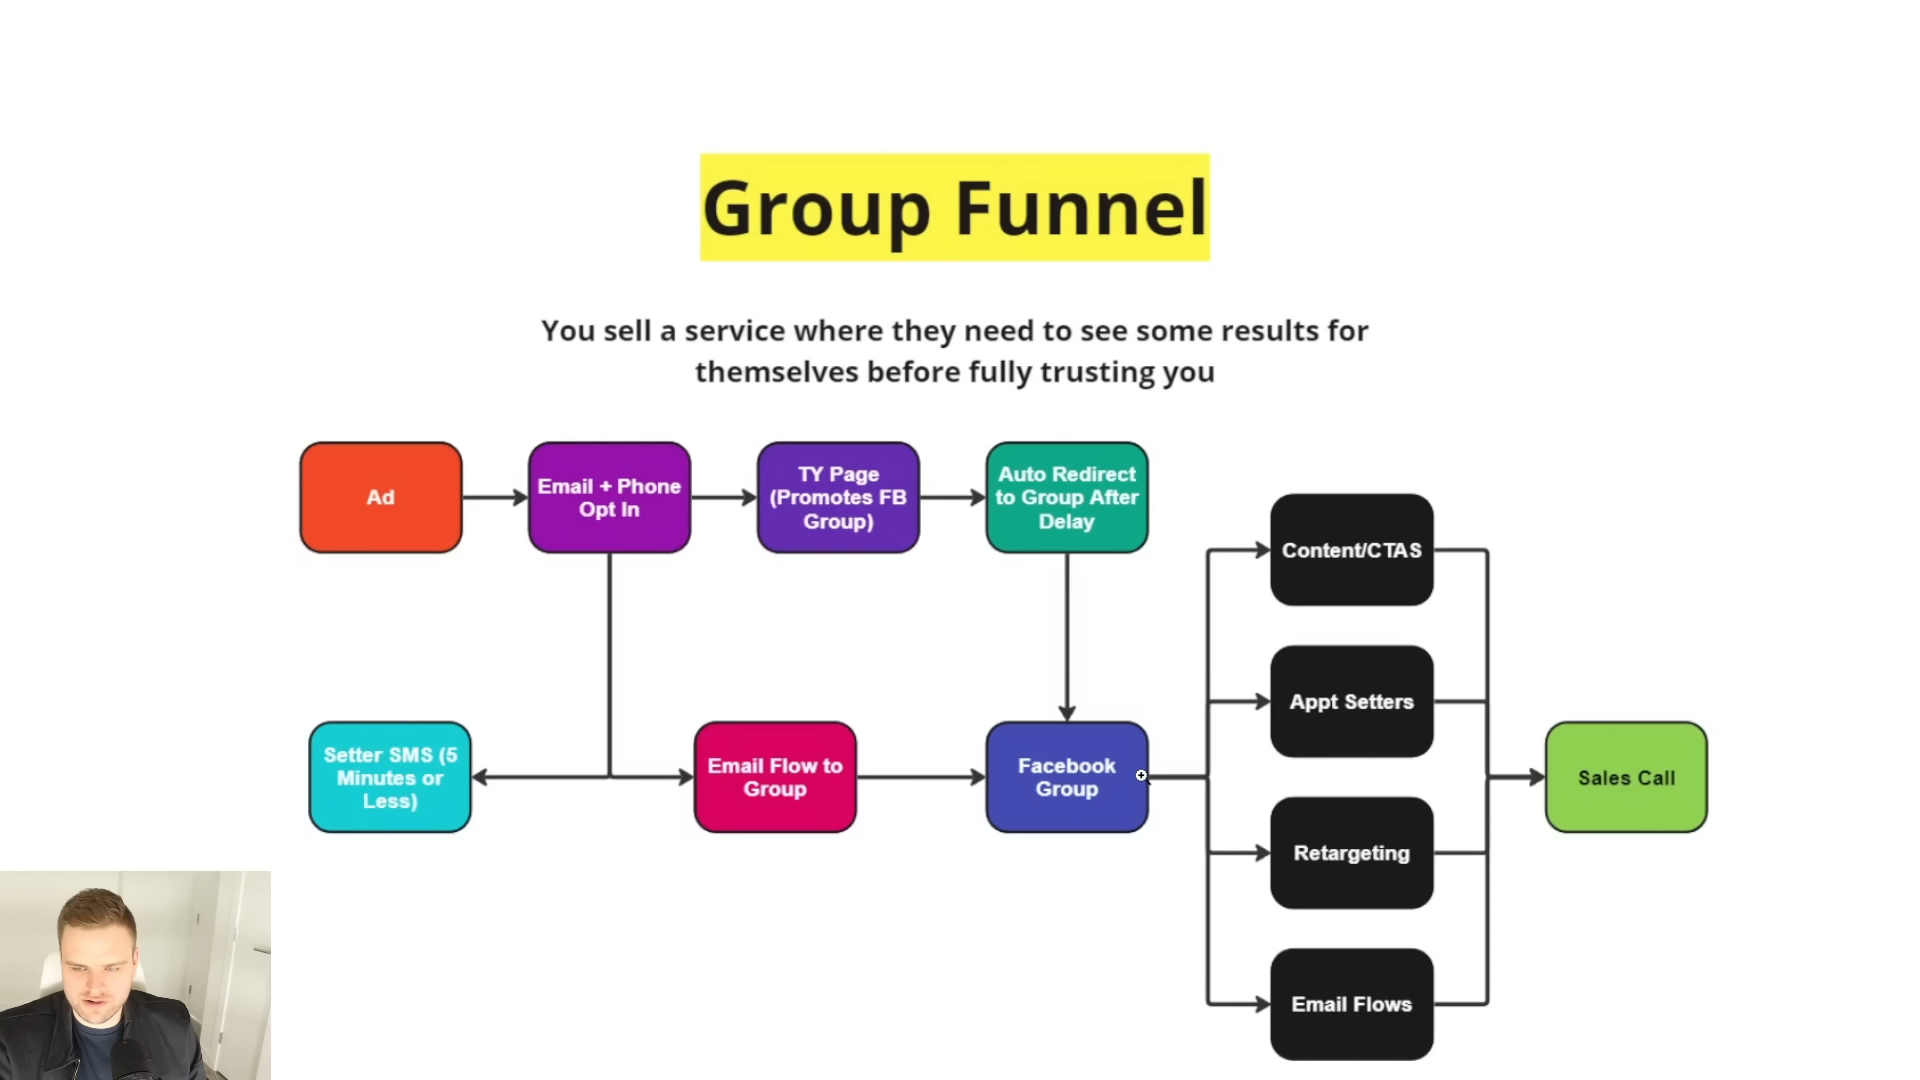 Group Funnel
You sell a service where they need to see some results for
themselves before fully trusting you
Ad
Email + Phone
Opt In
TY Page
(Promotes FB
Group)
Auto Redirect
to Group After
Delay
Setter SMS (5
Minutes or
Less)
Email Flow to
Group
Facebook
Group
Content/CTAS
Appt Setters
Retargeting
Email Flows
Sales Call